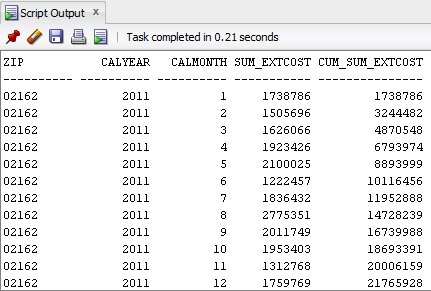 Script Output x
Task completed in 0.21 seconds
ZIP CALYEAR CALMONTH SUM_EXTCOST CUM_SUM_EXTCOST
---------- ---------- ---------- ----------- ---------------
02162 2011 1 1738786 1738786
02162 2011 2 1505696 3244482
02162 2011 3 1626066 4870548
02162 2011 4 1923426 6793974
02162 2011 5 2100025 8893999
02162 2011 6 1222457 10116456
02162 2011 7 1836432 11952888
02162 2011 8 2775351 14728239
02162 2011 9 2011749 16739988
02162 2011 10 1953403 18693391
02162 2011 11 1312768 20006159
02162 2011 12 1759769 21765928